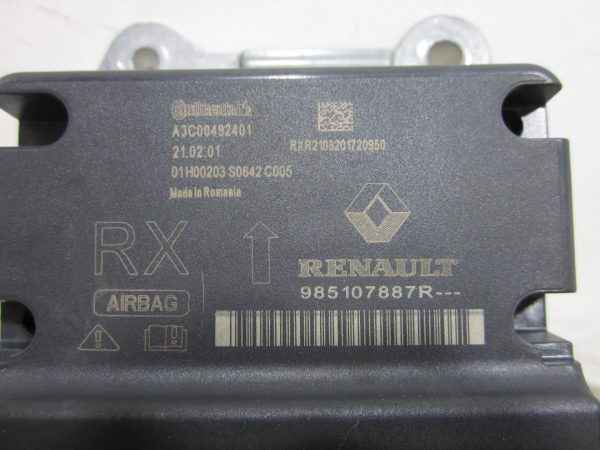 Continental
A3C00492401
21.02.01
01H00203 S0642 C005
Made in Romania
RXR2103201720950
RX
AIRBAG
RENAULT
985107887R---